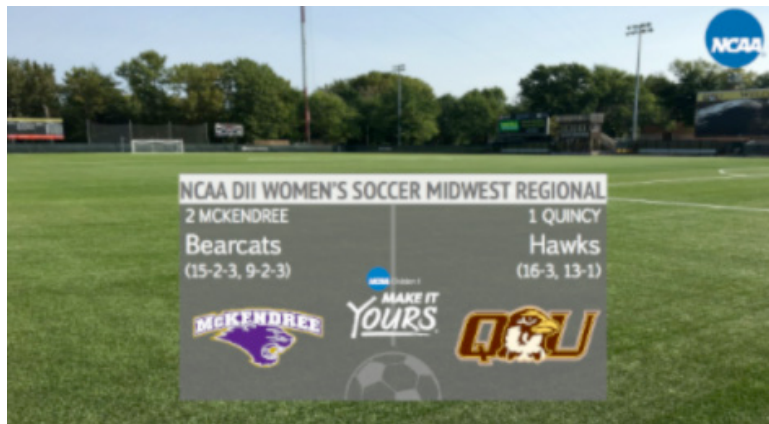 NCAA
NCAA DII WOMEN'S SOCCER MIDWEST REGIONAL
2 MCKENDREE
1 QUINCY
Bearcats
Hawks
(15-2-3, 9-2-3)
(16-3, 13-1)
NCAA
MAKE IT
YOURS
McKENDREE
QU